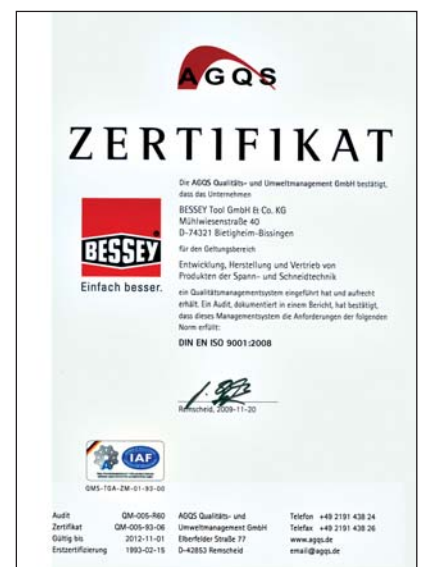 AGQS
ZERTIFIKAT
Die AGQS Qualitäts- und Umweltmanagement GmbH bestätigt,
dass das Unternehmen
BESSEY Tool GmbH & Co. KG
Mühlwiesenstraße 40
D-74321 Bietigheim-Bissingen
für den Geltungsbereich
Entwicklung, Herstellung und Vertrieb von
Produkten der Spann- und Schneidtechnik
ein Qualitätsmanagementsystem eingeführt hat und aufrecht
erhält. Ein Audit, dokumentiert in einem Bericht, hat bestätigt,
dass dieses Managementsystem die Anforderungen der folgenden
Norm erfüllt:
DIN EN ISO 9001:2008
BESSEY
Einfach besser.
Remscheid, 2009-11-20
IAF
QMS-TGA-ZM-01-93-00
Audit QM-005-R60
Zertifikat QM-005-93-06
Gültig bis 2012-11-01
Erstzertifizierung 1993-02-15
AGQS Qualitäts- und
Umweltmanagement GmbH
Elberfelder Straße 77
D-42853 Remscheid
Telefon +49 2191 438 24
Telefax +49 2191 438 26
www.agqs.de
email@agqs.de